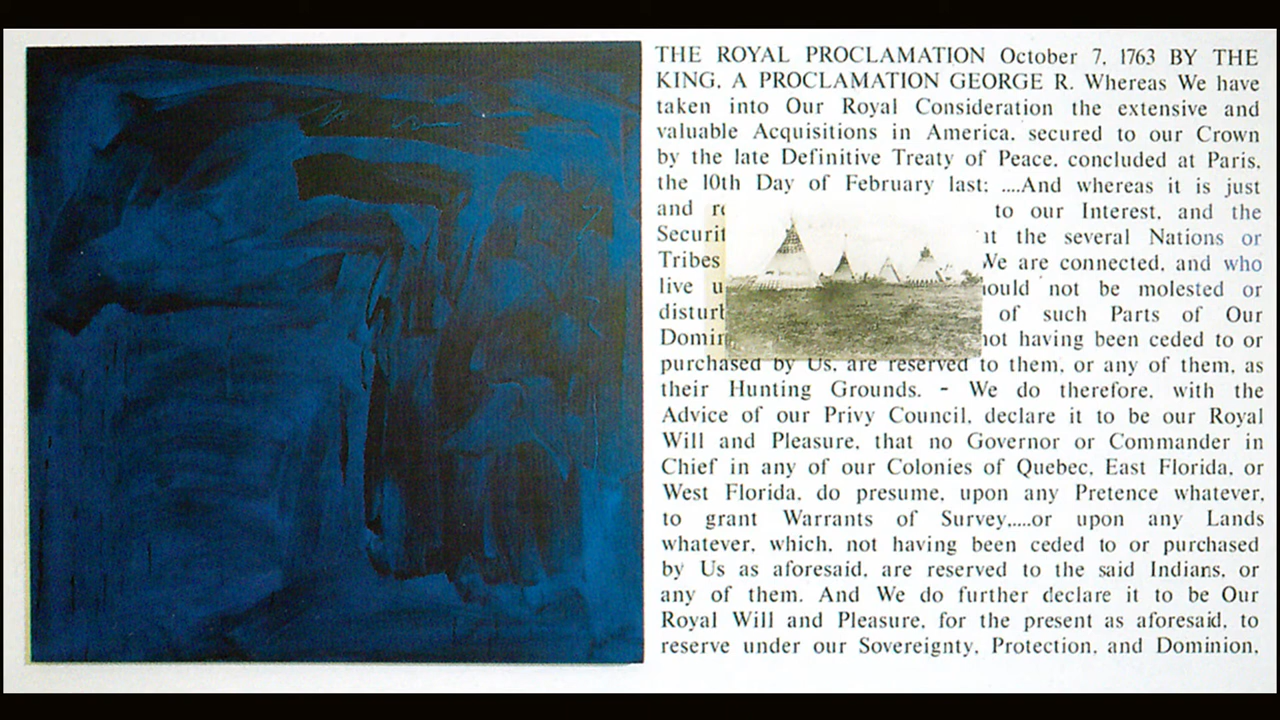 THE ROYAL PROCLAMATION October 7, 1763 BY THE
KING, A PROCLAMATION GEORGE R. Whereas We have
taken into Our Royal Consideration the extensive and
valuable Acquisitions in America, secured to our Crown
by the late Definitive Treaty of Peace, concluded at Paris,
the 10th Day of February last; ....And whereas it is just
and to our Interest, and the
the several Nations or
Tribes We are connected, and who
live not be molested or
of such Parts of Our
not having been ceded to or
purchased by Us, are reserved to them, or any of them, as
their Hunting Grounds. - We do therefore, with the
Advice of our Privy Council, declare it to be our Royal
Will and Pleasure, that no Governor or Commander in
Chief in any of our Colonies of Quebec, East Florida, or
West Florida, do presume, upon any Pretence whatever,
to grant Warrants of Survey,....or upon any Lands
whatever, which, not having been ceded to or purchased
by Us as aforesaid, are reserved to the said Indians, or
any of them. And We do further declare it to be Our
Royal Will and Pleasure, for the present as aforesaid, to
reserve under our Sovereignty, Protection, and Dominion,